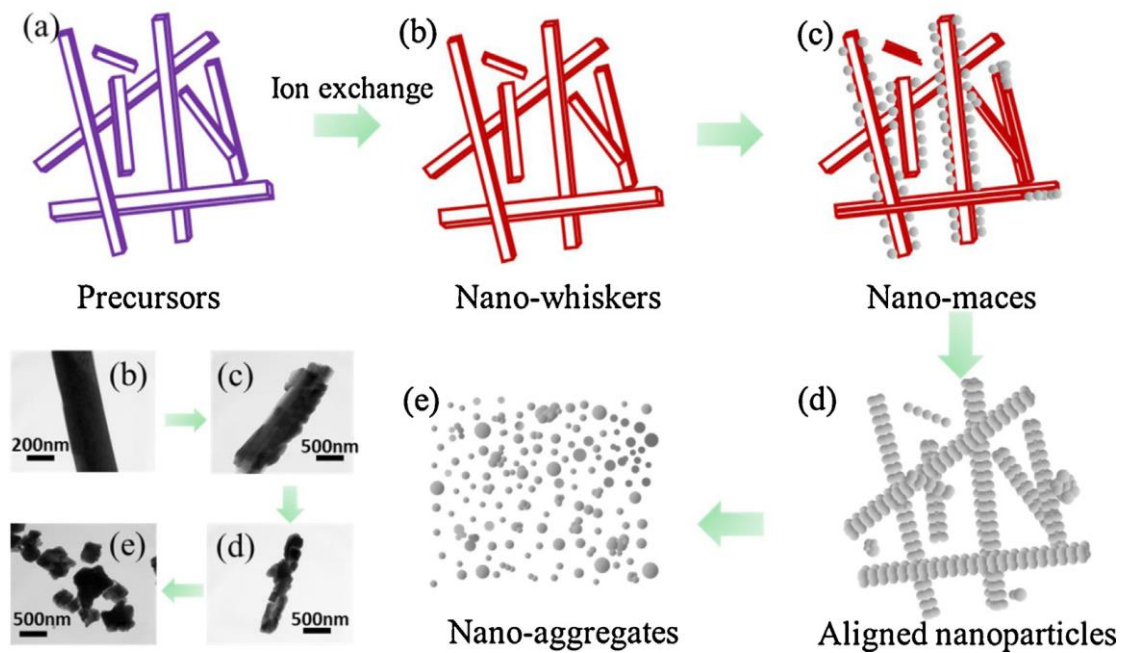 (a)
(b)
(c)
Ion exchange
Precursors
Nano-whiskers
Nano-maces
(b)
200nm
(c)
500nm
(e)
500nm
(d)
500nm
(e)
Nano-aggregates
(d)
Aligned nanoparticles